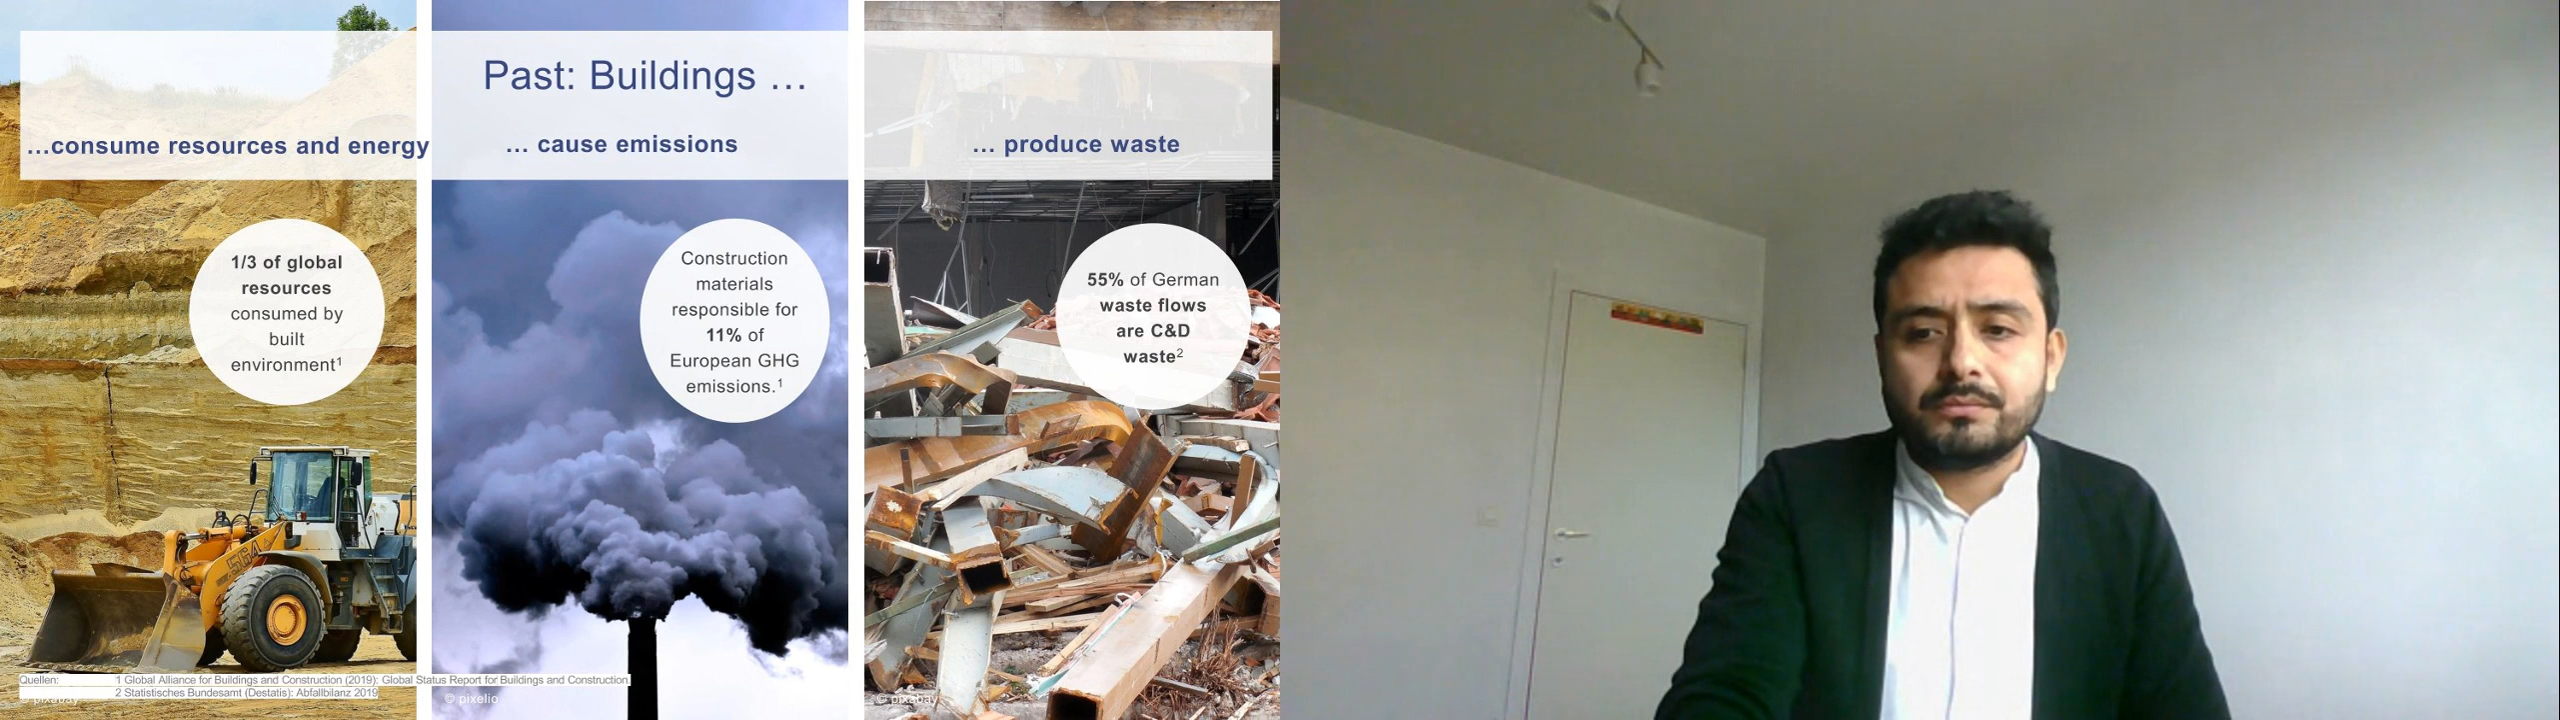 Past: Buildings …
…consume resources and energy
… cause emissions
… produce waste
1/3 of global
resources
consumed by
built
environment¹
Construction
materials
responsible for
11% of
European GHG
emissions.¹
55% of German
waste flows
are C&D
waste²
564
Quellen: 1 Global Alliance for Buildings and Construction (2019): Global Status Report for Buildings and Construction.
2 Statistisches Bundesamt (Destatis): Abfallbilanz 2019
© pixabay
© pixelio
© pixabay